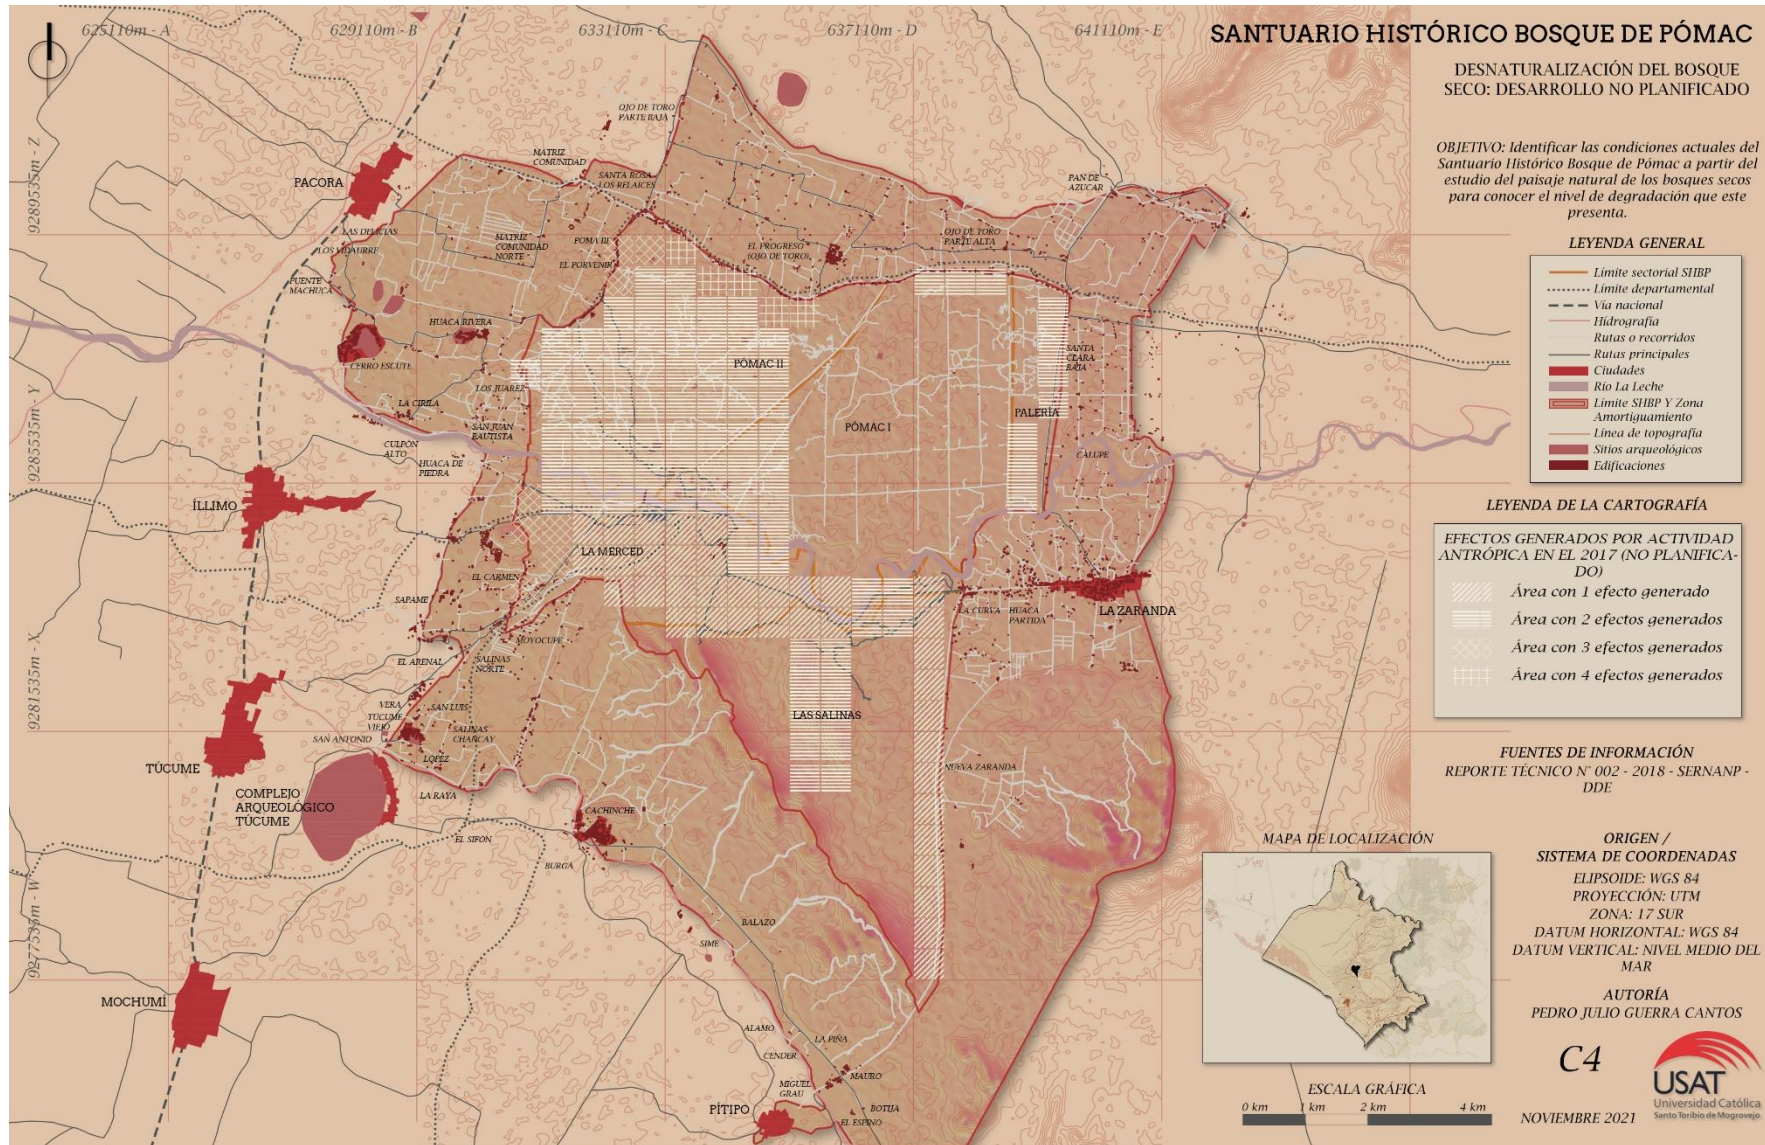 625110m - A
629110m - B
633110m - C
637110m - D
641110m - E
9289535m - Z
9285535m - Y
9281535m - X
9277535m - W
SANTUARIO HISTÓRICO BOSQUE DE PÓMAC
DESNATURALIZACIÓN DEL BOSQUE
SECO: DESARROLLO NO PLANIFICADO
OBJETIVO: Identificar las condiciones actuales del
Santuario Histórico Bosque de Pómac a partir del
estudio del paisaje natural de los bosques secos
para conocer el nivel de degradación que este
presenta.
LEYENDA GENERAL
Límite sectorial SHBP
Límite departamental
Vía nacional
Hidrografía
Rutas o recorridos
Rutas principales
Ciudades
Río La Leche
Límite SHBP Y Zona
Amortiguamiento
Línea de topografía
Sitios arqueológicos
Edificaciones
LEYENDA DE LA CARTOGRAFÍA
EFECTOS GENERADOS POR ACTIVIDAD
ANTRÓPICA EN EL 2017 (NO PLANIFICA-
DO)
Área con 1 efecto generado
Área con 2 efectos generados
Área con 3 efectos generados
Área con 4 efectos generados
FUENTES DE INFORMACIÓN
REPORTE TÉCNICO N° 002 - 2018 - SERNANP -
DDE
ORIGEN /
SISTEMA DE COORDENADAS
ELIPSOIDE: WGS 84
PROYECCIÓN: UTM
ZONA: 17 SUR
DATUM HORIZONTAL: WGS 84
DATUM VERTICAL: NIVEL MEDIO DEL
MAR
AUTORÍA
PEDRO JULIO GUERRA CANTOS
C4
NOVIEMBRE 2021
USAT
Universidad Católica
Santo Toribio de Mogrovejo
MAPA DE LOCALIZACIÓN
ESCALA GRÁFICA
0 km
1 km
2 km
4 km
OJO DE TORO
PARTE BAJA
MATRIZ
COMUNIDAD
SANTA ROSA
LOS RELAICES
PACORA
PAN DE
AZUCAR
LAS DELICIAS
LOS VIDAURRE
MATRIZ
COMUNIDAD
NORTE
POMA III
EL PORVENIR
EL PROGRESO
(OJO DE TORO)
OJO DE TORO
PARTE ALTA
PUENTE
MACHUCA
HUACA RIVERA
CERRO ESCUTE
PÓMAC II
SANTA
CLARA
BAJA
LOS JUAREZ
LA CIRILA
SAN JUAN
BAUTISTA
PÓMAC I
PALERÍA
CULPON
ALTO
HUACA DE
PIEDRA
CALUPE
ÍLLIMO
LA MERCED
EL CARMEN
SAPAME
LA CURVA
HUACA
PARTIDA
LA ZARANDA
MOYOCUPE
EL ARENAL
SALINAS
NORTE
VERA
TÚCUME
VIEJO
SAN LUIS
SALINAS
CHANCAY
LAS SALINAS
SAN ANTONIO
LOPEZ
TÚCUME
NUEVA ZARANDA
COMPLEJO
ARQUEOLÓGICO
TÚCUME
LA RAYA
CACHINCHE
EL SIFON
BURGA
BALAZO
SIME
MOCHUMÍ
ALAMO
LA PIÑA
CENDER
MAURO
MIGUEL
GRAU
PÍTIPO
BOTIJA
EL ESPINO